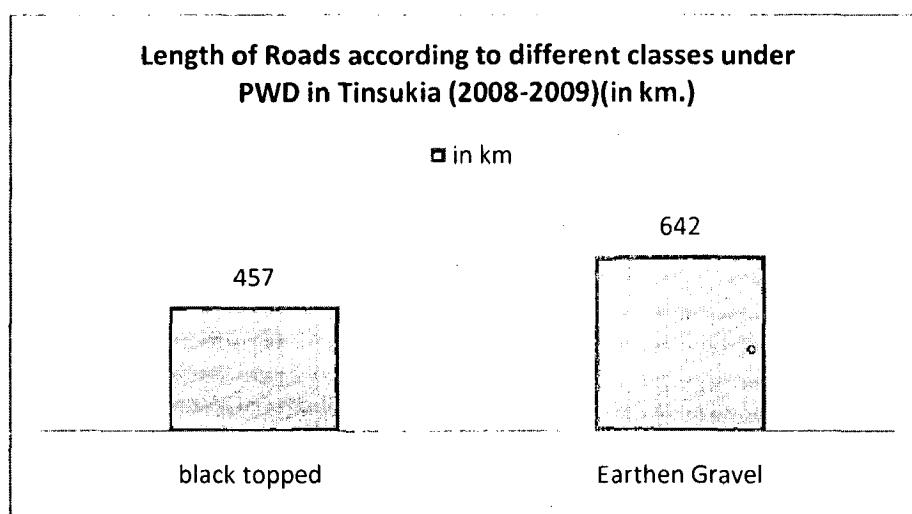 Length of Roads according to different classes under
PWD in Tinsukia (2008-2009)(in km.)
in km
642
457
black topped
Earthen Gravel